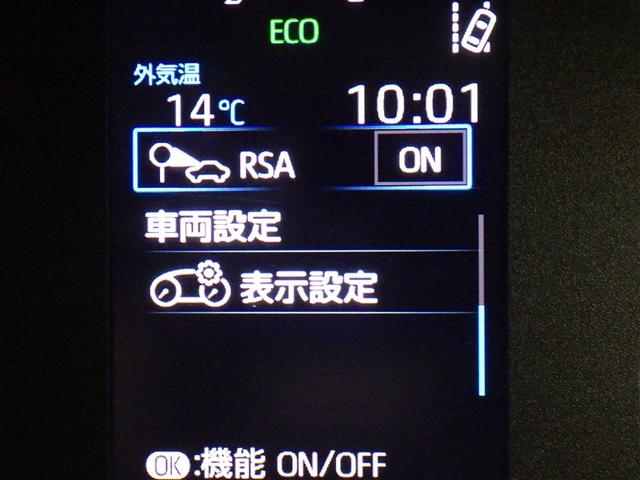 ECO
外気温
14℃ 10:01
RSA ON
車両設定
表示設定
OK:機能 ON/OFF